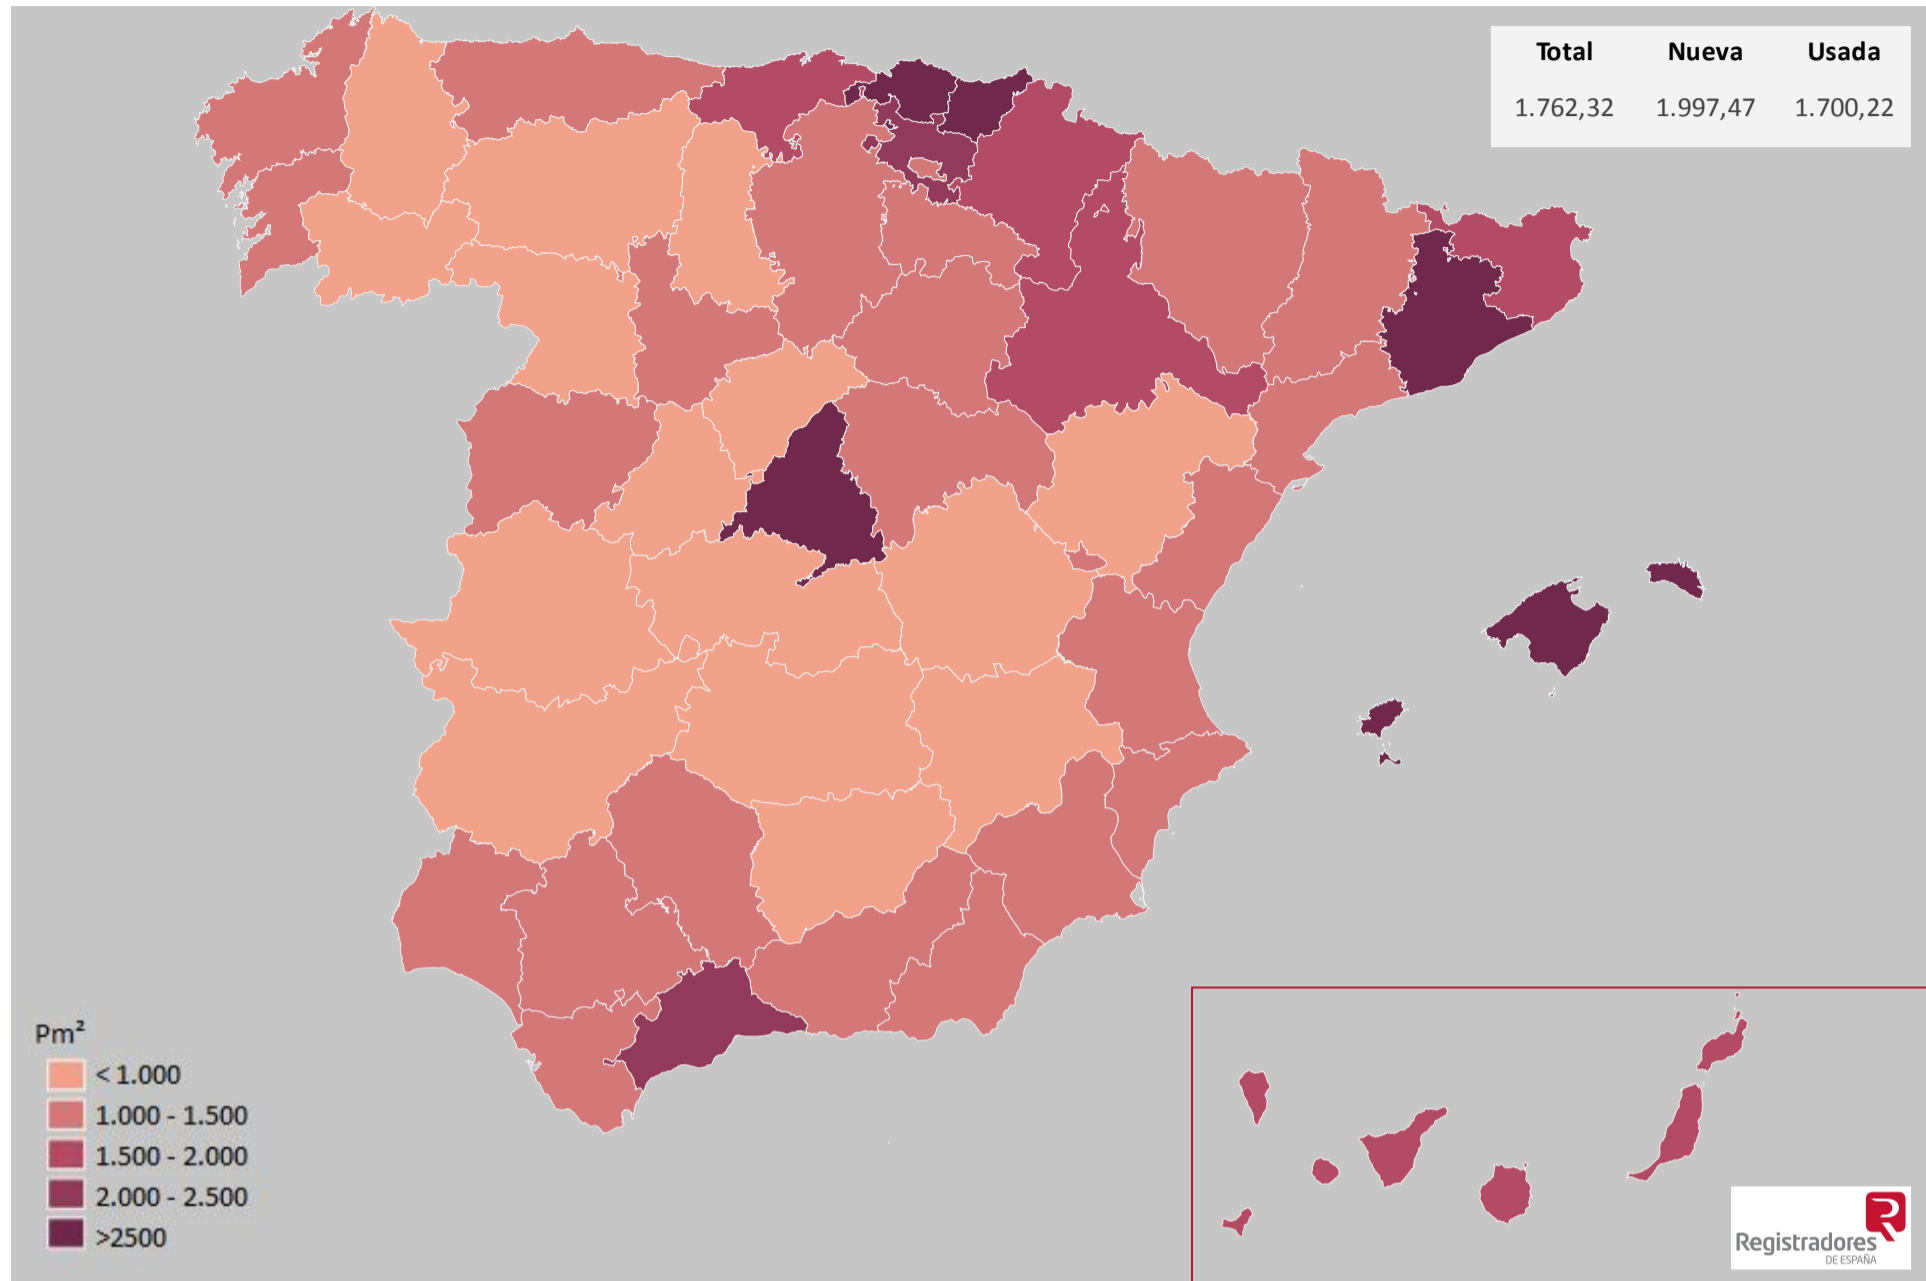 Total Nueva Usada
1.762,32 1.997,47 1.700,22
Pm²
< 1.000
1.000 - 1.500
1.500 - 2.000
2.000 - 2.500
>2500
Registradores
DE ESPAÑA